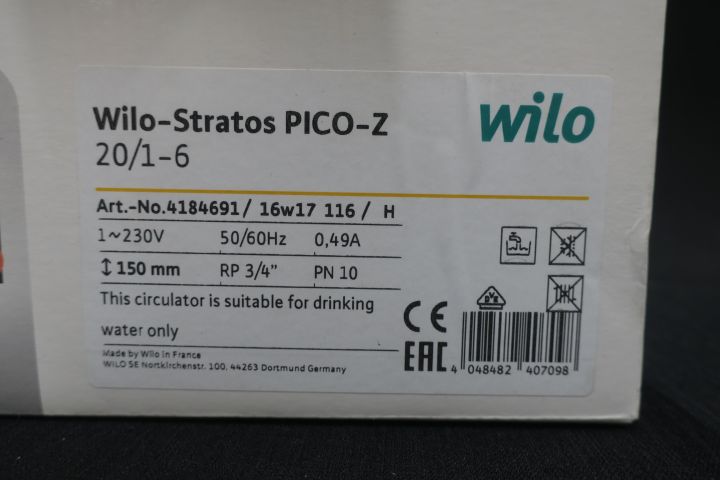 Wilo-Stratos PICO-Z
wilo
20/1-6
Art.-No.4184691/ 16w17 116 / H
1~230V 50/60Hz 0,49A
↕ 150 mm RP 3/4" PN 10
This circulator is suitable for drinking
water only
Made by Wilo in France
WILO SE Nortkirchenstr. 100, 44263 Dortmund Germany
CE
EAC
DVE
4 048482 407098